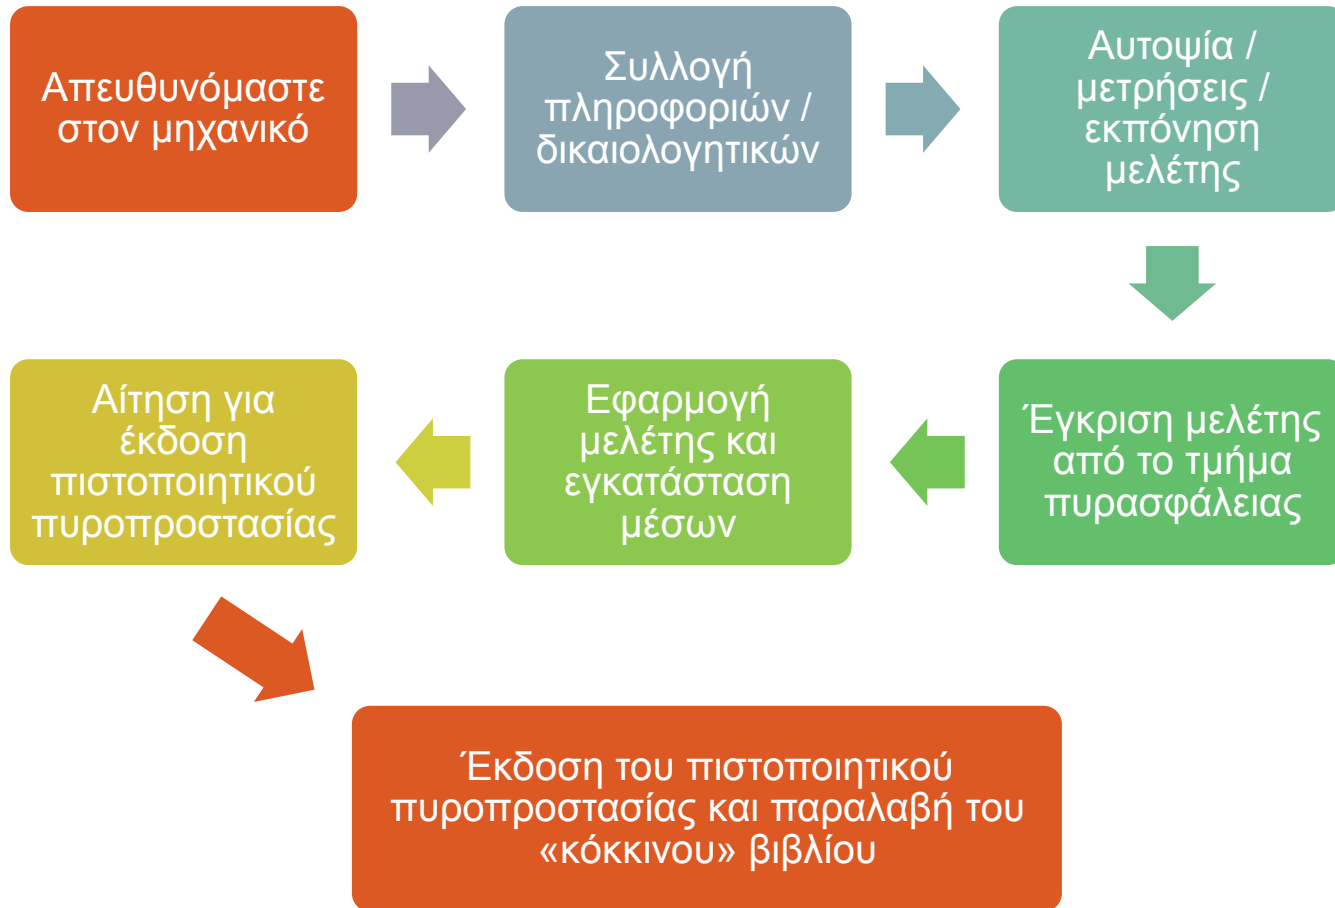 Απευθυνόμαστε
στον μηχανικό
Συλλογή
πληροφοριών /
δικαιολογητικών
Αυτοψία /
μετρήσεις /
εκπόνηση
μελέτης
Έγκριση μελέτης
από το τμήμα
πυρασφάλειας
Εφαρμογή
μελέτης και
εγκατάσταση
μέσων
Αίτηση για
έκδοση
πιστοποιητικού
πυροπροστασίας
Έκδοση του πιστοποιητικού
πυροπροστασίας και παραλαβή του
«κόκκινου» βιβλίου